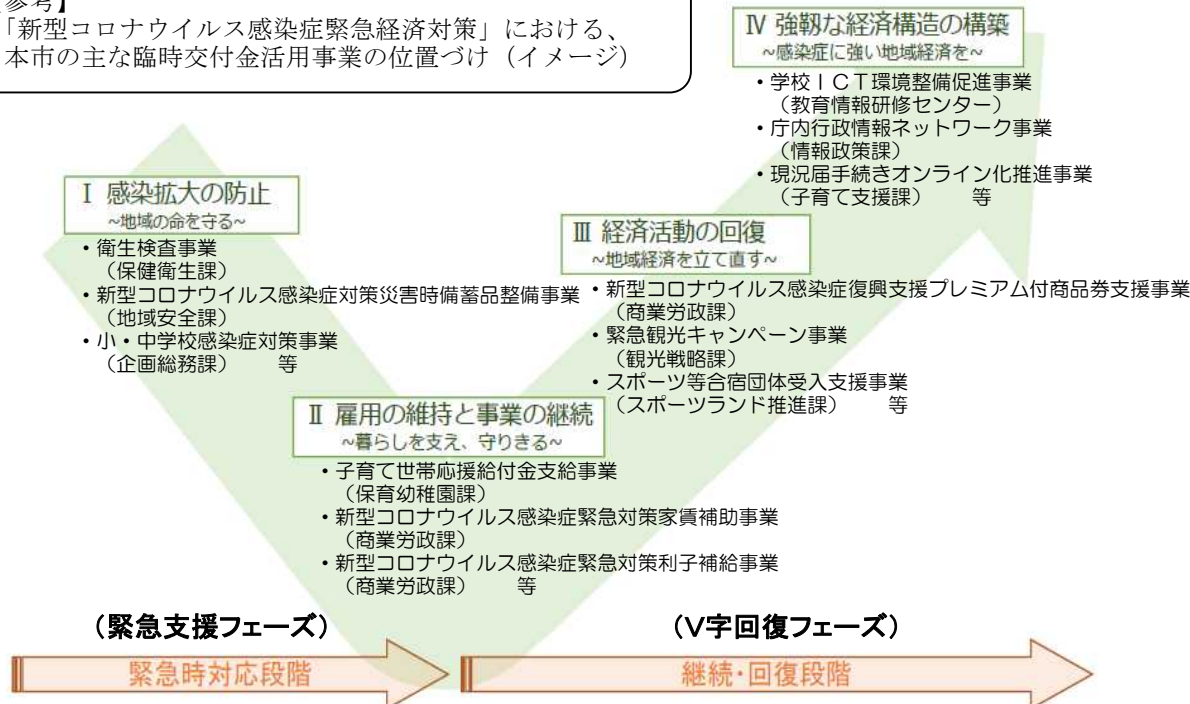 参考】
「新型コロナウイルス感染症緊急経済対策」における、
本市の主な臨時交付金活用事業の位置づけ（イメージ）
Ⅳ 強靱な経済構造の構築
~感染症に強い地域経済を~
・学校ＩＣＴ環境整備促進事業
（教育情報研修センター）
・庁内行政情報ネットワーク事業
（情報政策課）
・現況届手続きオンライン化推進事業
（子育て支援課）　　等
Ⅰ 感染拡大の防止
~地域の命を守る~
・衛生検査事業
（保健衛生課）
・新型コロナウイルス感染症対策災害時備蓄品整備事業
（地域安全課）
・小・中学校感染症対策事業
（企画総務課）　　等
Ⅲ 経済活動の回復
~地域経済を立て直す~
・新型コロナウイルス感染症復興支援プレミアム付商品券支援事業
（商業労政課）
・緊急観光キャンペーン事業
（観光戦略課）
・スポーツ等合宿団体受入支援事業
（スポーツランド推進課）　　等
Ⅱ 雇用の維持と事業の継続
~暮らしを支え、守りきる~
・子育て世帯応援給付金支給事業
（保育幼稚園課）
・新型コロナウイルス感染症緊急対策家賃補助事業
（商業労政課）
・新型コロナウイルス感染症緊急対策利子補給事業
（商業労政課）　　等
（緊急支援フェーズ）
（V字回復フェーズ）
緊急時対応段階
継続・回復段階